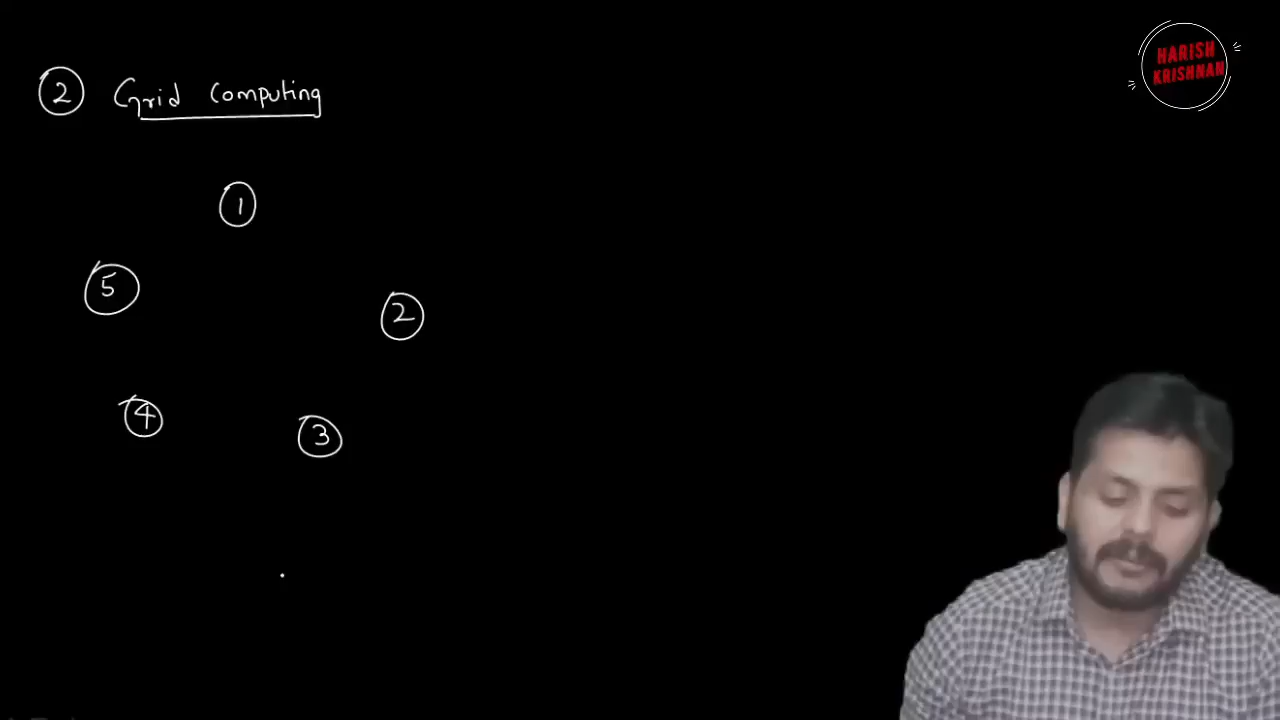 ② Grid Computing
①
⑤
②
④
③
HARISH
KRISHNAN